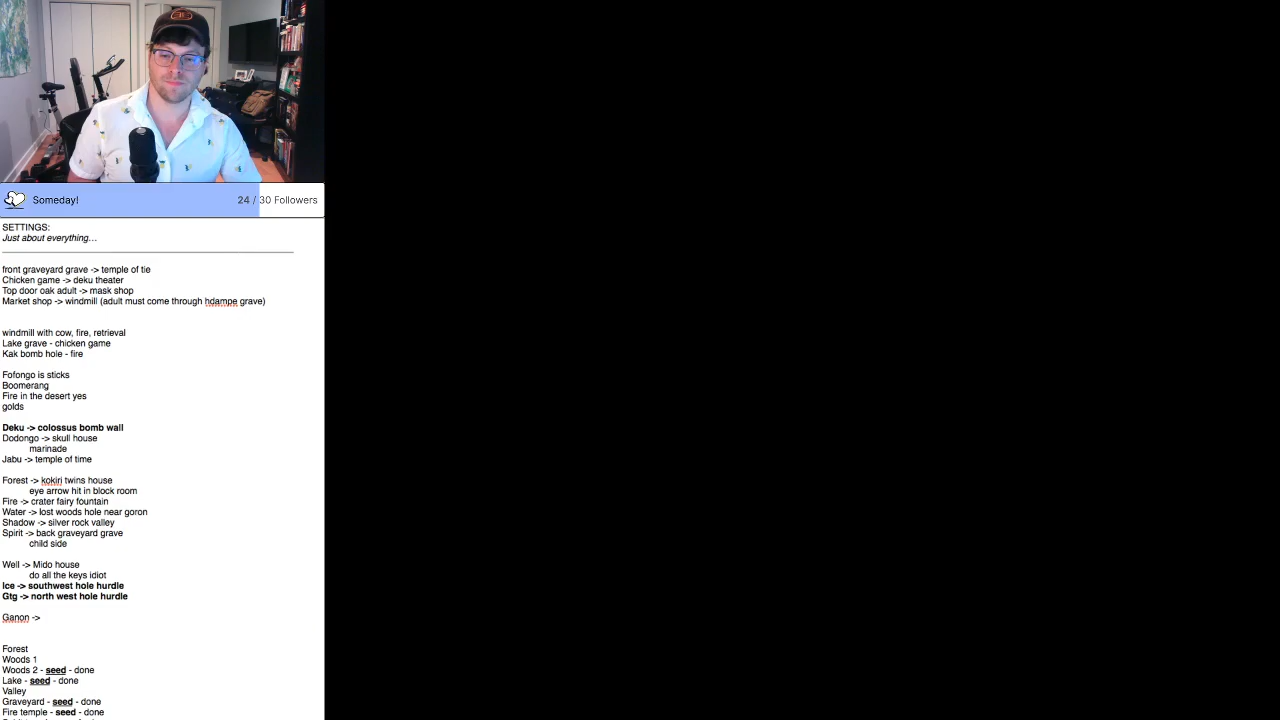 Someday!
24 / 30 Followers
SETTINGS:
Just about everything...
front graveyard grave -> temple of tie
Chicken game -> deku theater
Top door oak adult -> mask shop
Market shop -> windmill (adult must come through hdampe grave)
windmill with cow, fire, retrieval
Lake grave - chicken game
Kak bomb hole - fire
Fofongo is sticks
Boomerang
Fire in the desert yes
golds
Deku -> colossus bomb wall
Dodongo -> skull house
marinade
Jabu -> temple of time
Forest -> kokiri twins house
eye arrow hit in block room
Fire -> crater fairy fountain
Water -> lost woods hole near goron
Shadow -> silver rock valley
Spirit -> back graveyard grave
child side
Well -> Mido house
do all the keys idiot
Ice -> southwest hole hurdle
Gtg -> north west hole hurdle
Ganon ->
Forest
Woods 1
Woods 2 - seed - done
Lake - seed - done
Valley
Graveyard - seed - done
Fire temple - seed - done